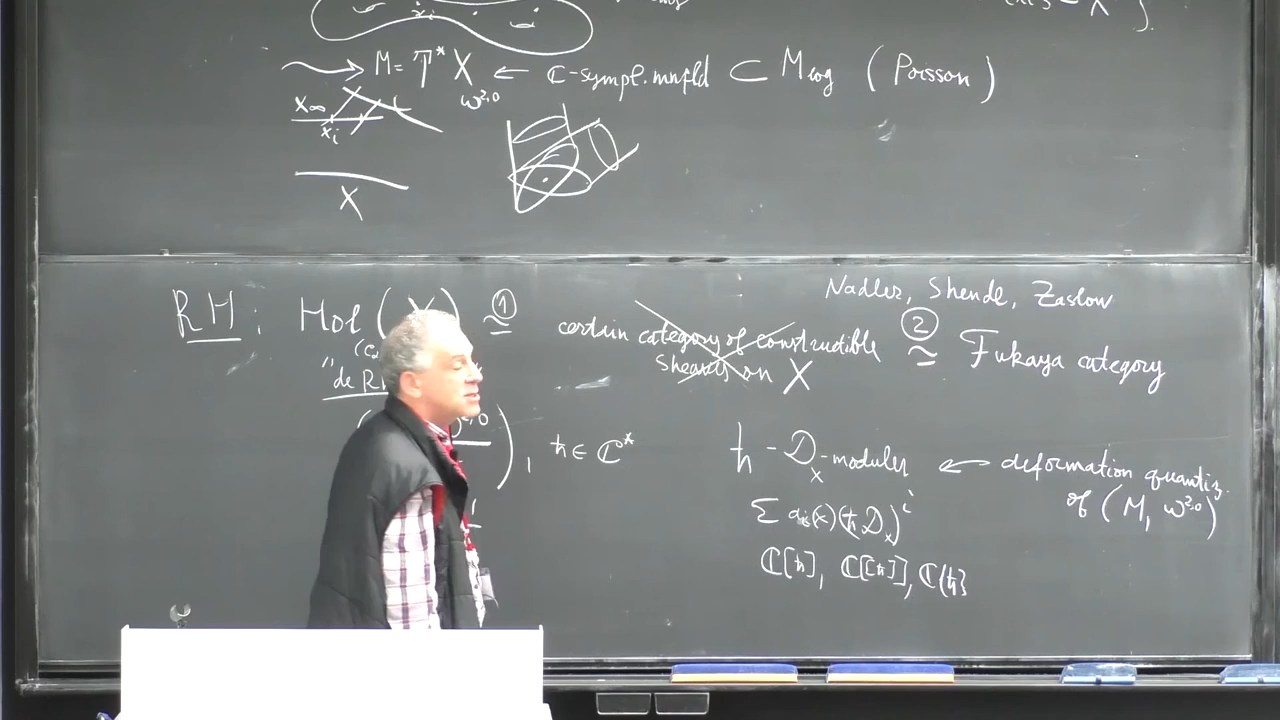 M = T* X ← ℂ-sympl. mnfld ⊂ M log (Poisson)
ω^{2,0}
X∞
x_i
X
Nadler, Shende, Zaslow
RH: Hol ( ) ≃ ① certain category of constructible ≃ ② Fukaya category
sheaves on X
"de R
, ħ ∈ ℂ*
ħ - D_X - modules ← deformation quantiz.
of (M, ω^{2,0})
Σ a_i(x)(ħ D_x)^i
ℂ[ħ], ℂ[[ħ]], ℂ{ħ}